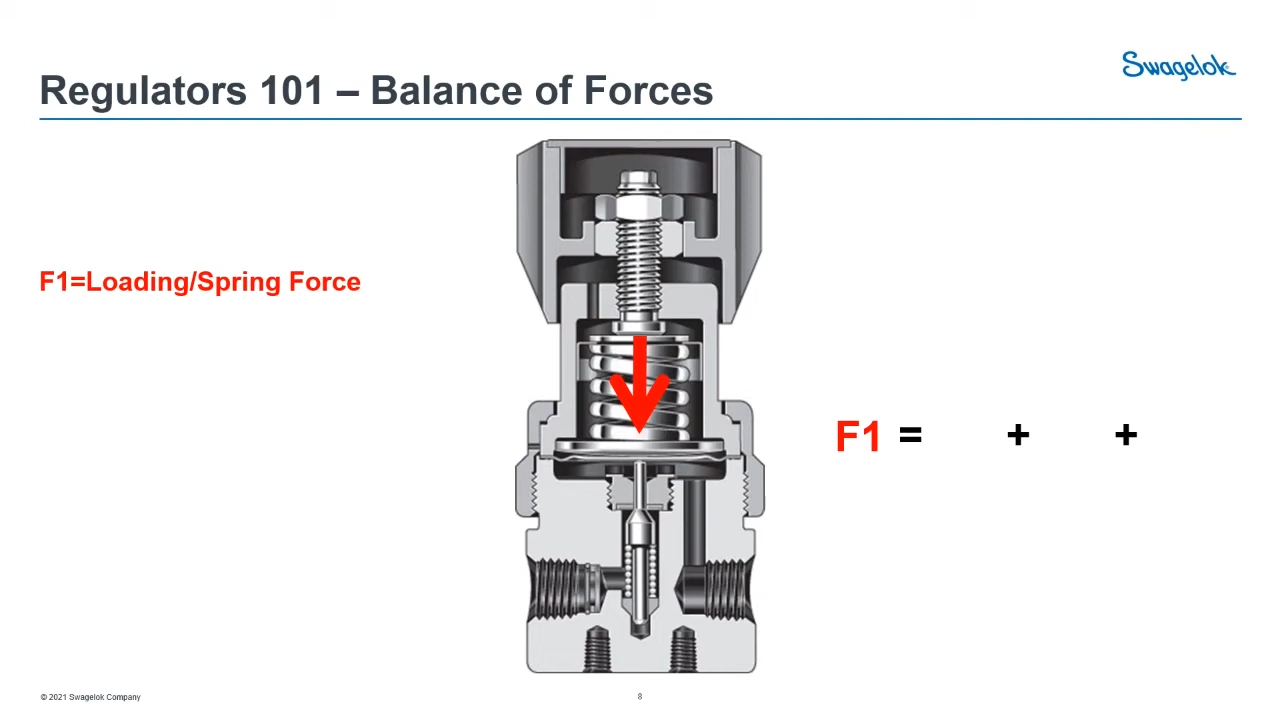 Swagelok
Regulators 101 – Balance of Forces
F1=Loading/Spring Force
F1 = + +
© 2021 Swagelok Company
8